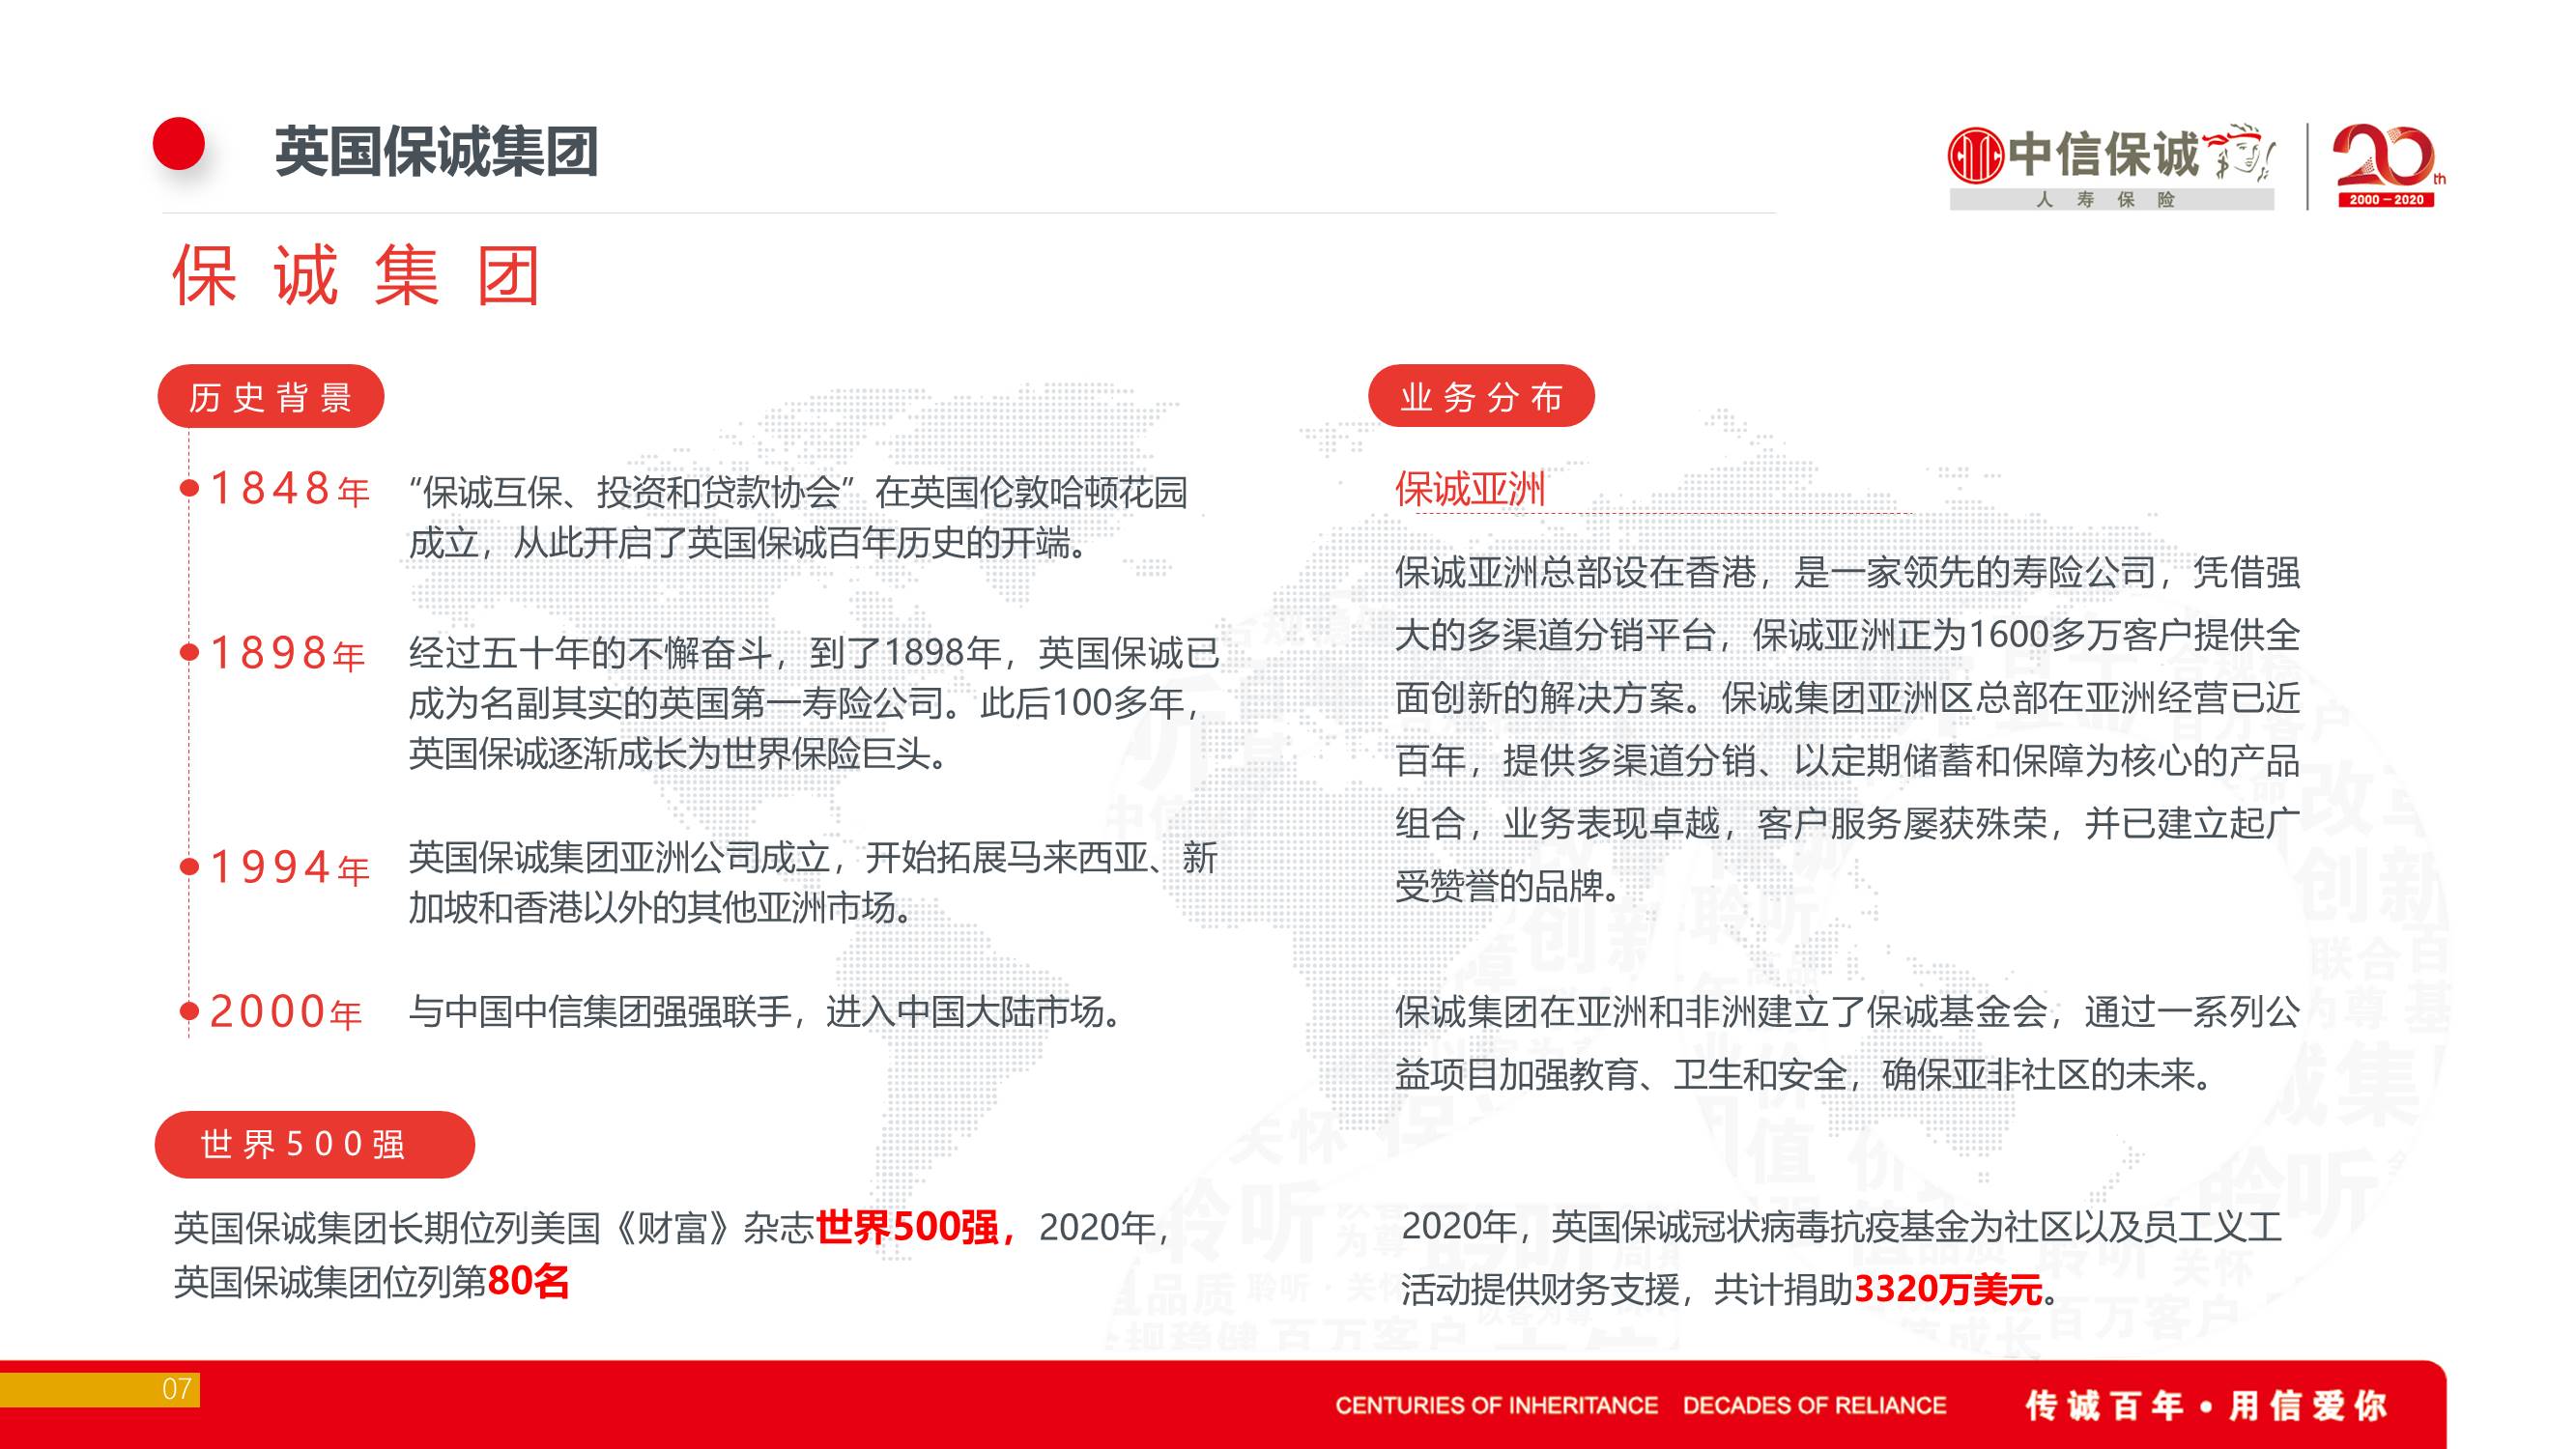 英国保诚集团
中信保诚
人寿保险
20th
2000－2020
保诚集团
历史背景
1848年
“保诚互保、投资和贷款协会”在英国伦敦哈顿花园
成立，从此开启了英国保诚百年历史的开端。
1898年
经过五十年的不懈奋斗，到了1898年，英国保诚已
成为名副其实的英国第一寿险公司。此后100多年，
英国保诚逐渐成长为世界保险巨头。
1994年
英国保诚集团亚洲公司成立，开始拓展马来西亚、新
加坡和香港以外的其他亚洲市场。
2000年
与中国中信集团强强联手，进入中国大陆市场。
世界500强
英国保诚集团长期位列美国《财富》杂志世界500强，2020年，
英国保诚集团位列第80名
业务分布
保诚亚洲
保诚亚洲总部设在香港，是一家领先的寿险公司，凭借强
大的多渠道分销平台，保诚亚洲正为1600多万客户提供全
面创新的解决方案。保诚集团亚洲区总部在亚洲经营已近
百年，提供多渠道分销、以定期储蓄和保障为核心的产品
组合，业务表现卓越，客户服务屡获殊荣，并已建立起广
受赞誉的品牌。
保诚集团在亚洲和非洲建立了保诚基金会，通过一系列公
益项目加强教育、卫生和安全，确保亚非社区的未来。
2020年，英国保诚冠状病毒抗疫基金为社区以及员工义工
活动提供财务支援，共计捐助3320万美元。
07
CENTURIES OF INHERITANCE DECADES OF RELIANCE
传诚百年•用信爱你